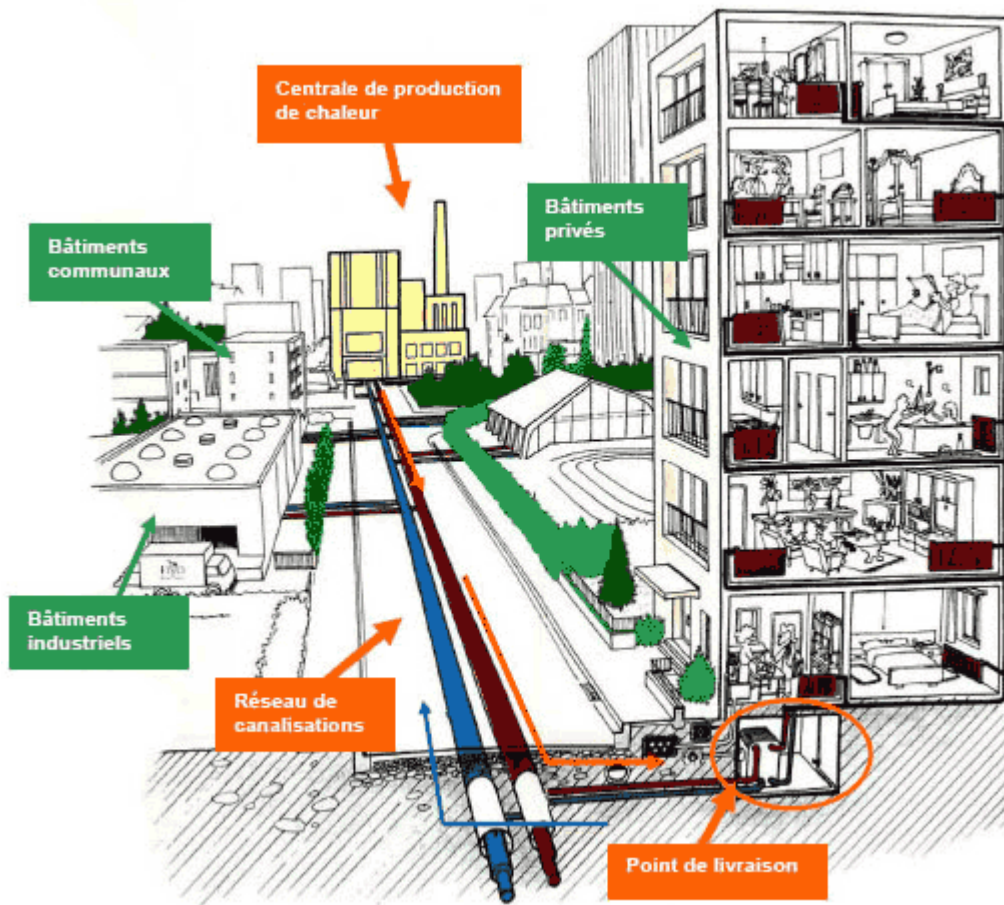 Centrale de production
de chaleur
Bâtiments
privés
Bâtiments
communaux
Bâtiments
industriels
Réseau de
canalisations
Point de livraison